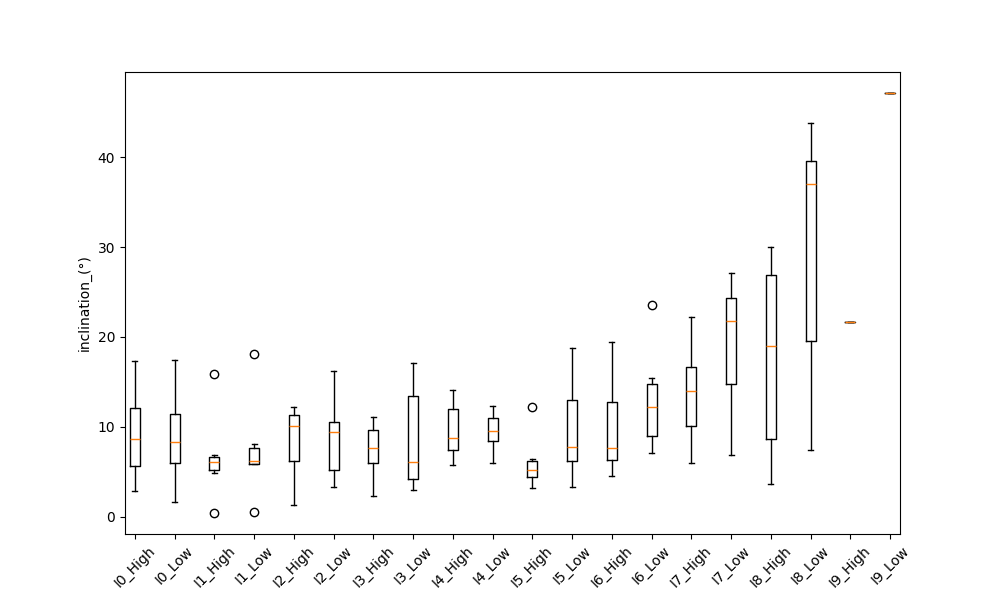 inclination_(°)
40
30
20
10
0
I0_High
I0_Low
I1_High
I1_Low
I2_High
I2_Low
I3_High
I3_Low
I4_High
I4_Low
I5_High
I5_Low
I6_High
I6_Low
I7_High
I7_Low
I8_High
I8_Low
I9_High
I9_Low